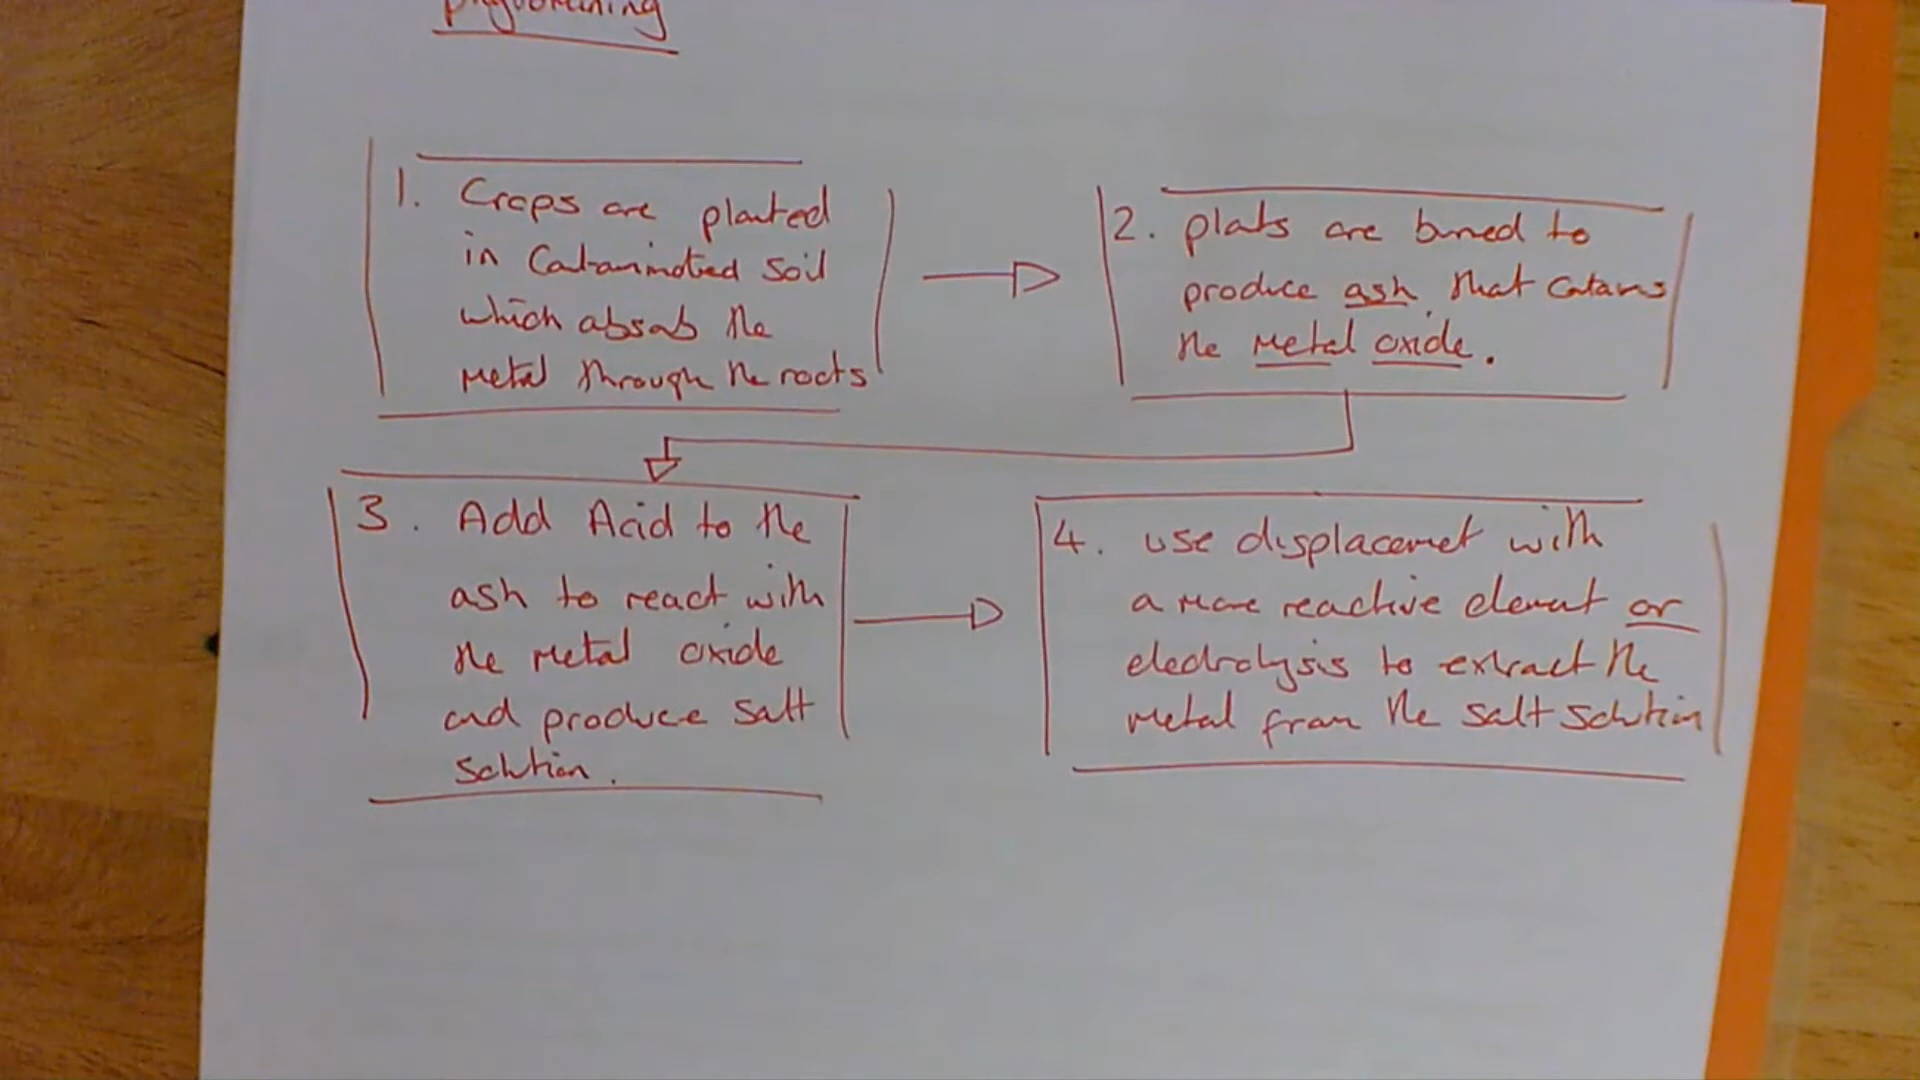 phytomining
1. Crops are planted
in Contaminated Soil
which absorb the
Metal through the roots
2. plants are burned to
produce ash that contains
the metal oxide.
3. Add Acid to the
ash to react with
the metal oxide
and produce salt
solution.
4. use displacement with
a more reactive element or
electrolysis to extract the
metal from the salt solution